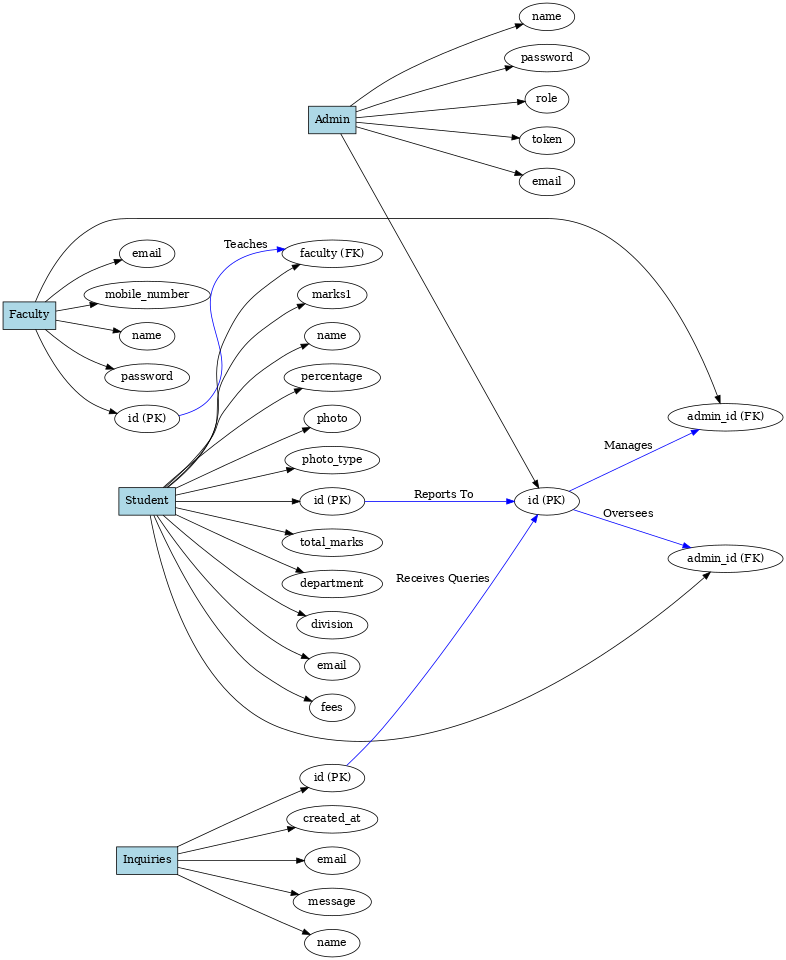 name
password
Admin
role
token
email
Teaches
faculty (FK)
email
mobile_number
marks1
Faculty
name
name
password
percentage
id (PK)
photo
admin_id (FK)
Manages
photo_type
Student
id (PK)
Reports To
id (PK)
Oversees
total_marks
admin_id (FK)
Receives Queries
department
division
email
fees
id (PK)
created_at
Inquiries
email
message
name